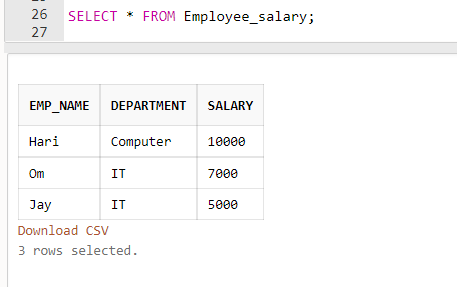 26 SELECT * FROM Employee_salary;
27
EMP_NAME DEPARTMENT SALARY
Hari Computer 10000
Om IT 7000
Jay IT 5000
Download CSV
3 rows selected.